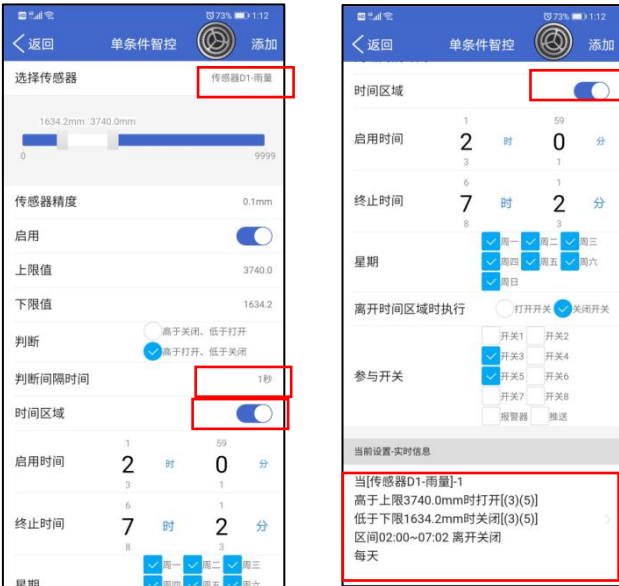 73% 1:12
返回
单条件智控
添加
选择传感器
传感器D1-雨量
1634.2mm 3740.0mm
0
9999
传感器精度
0.1mm
启用
上限值
3740.0
下限值
1634.2
判断
高于关闭、低于打开
高于打开、低于关闭
判断间隔时间
1秒
时间区域
1
59
启用时间
2
时
0
分
3
1
6
1
终止时间
7
时
2
分
8
3
周一
周二
周三
星期
73% 1:12
返回
单条件智控
添加
时间区域
1
59
启用时间
2
时
0
分
3
1
6
1
终止时间
7
时
2
分
8
3
周一
周二
周三
星期
周四
周五
周六
周日
离开时间区域时执行
打开开关
关闭开关
开关1
开关2
开关3
开关4
参与开关
开关5
开关6
开关7
开关8
报警器
推送
当前设置-实时信息
当[传感器D1-雨量]-1
高于上限3740.0mm时打开[(3)(5)]
低于下限1634.2mm时关闭[(3)(5)]
区间02:00~07:02 离开关闭
每天